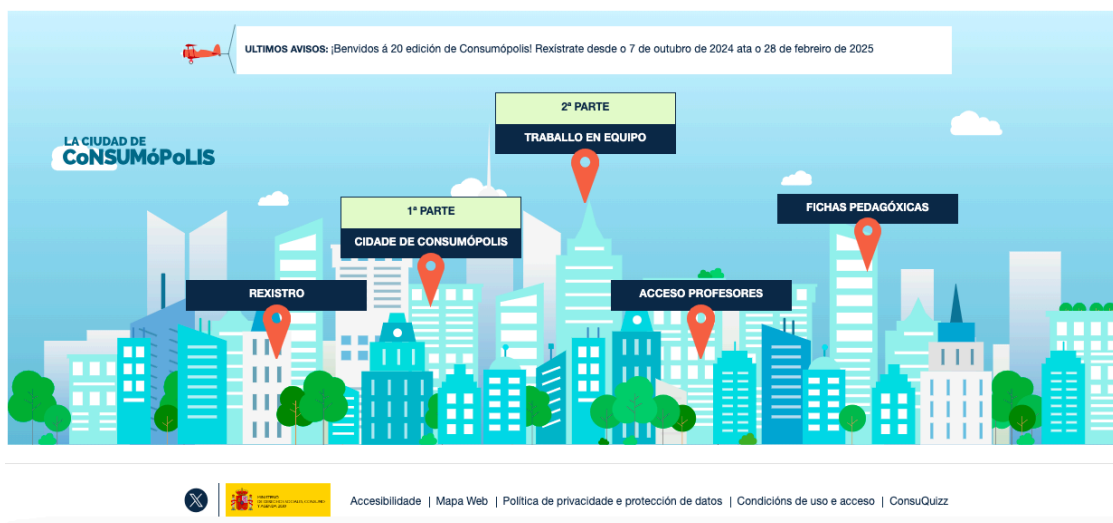 ULTIMOS AVISOS: ¡Benvidos á 20 edición de Consumópolis! Rexístrate desde o 7 de outubro de 2024 ata o 28 de febreiro de 2025
2ª PARTE
TRABALLO EN EQUIPO
LA CIUDAD DE
CoNSUMóPoLIS
1ª PARTE
CIDADE DE CONSUMÓPOLIS
FICHAS PEDAGÓXICAS
REXISTRO
ACCESO PROFESORES
Accesibilidade | Mapa Web | Política de privacidade e protección de datos | Condicións de uso e acceso | ConsuQuizz